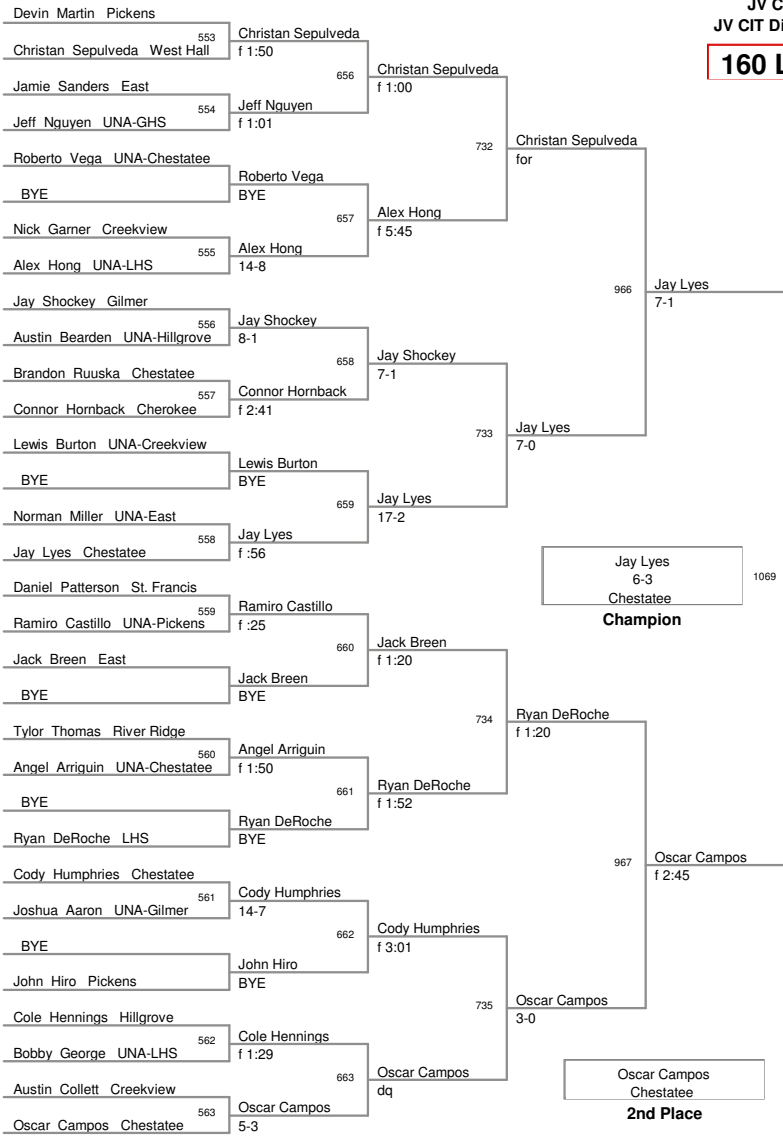 JV C
JV CIT Di
160 L
Devin Martin Pickens
553
Christan Sepulveda West Hall
Jamie Sanders East
554
Jeff Nguyen UNA-GHS
Roberto Vega UNA-Chestatee
BYE
Nick Garner Creekview
555
Alex Hong UNA-LHS
Jay Shockey Gilmer
556
Austin Bearden UNA-Hillgrove
Brandon Ruuska Chestatee
557
Connor Hornback Cherokee
Lewis Burton UNA-Creekview
BYE
Norman Miller UNA-East
558
Jay Lyes Chestatee
Daniel Patterson St. Francis
559
Ramiro Castillo UNA-Pickens
Jack Breen East
BYE
Tylor Thomas River Ridge
560
Angel Arriguin UNA-Chestatee
BYE
Ryan DeRoche LHS
Cody Humphries Chestatee
561
Joshua Aaron UNA-Gilmer
BYE
John Hiro Pickens
Cole Hennings Hillgrove
562
Bobby George UNA-LHS
Austin Collett Creekview
563
Oscar Campos Chestatee
Christan Sepulveda
f 1:50
656
Jeff Nguyen
f 1:01
Roberto Vega
BYE
657
Alex Hong
14-8
Jay Shockey
8-1
658
Connor Hornback
f 2:41
Lewis Burton
BYE
659
Jay Lyes
f :56
Ramiro Castillo
f :25
660
Jack Breen
BYE
Angel Arriguin
f 1:50
661
Ryan DeRoche
BYE
Cody Humphries
14-7
662
John Hiro
BYE
Cole Hennings
f 1:29
663
Oscar Campos
5-3
Christan Sepulveda
f 1:00
732
Alex Hong
f 5:45
Jay Shockey
7-1
733
Jay Lyes
17-2
Jack Breen
f 1:20
734
Ryan DeRoche
f 1:52
Cody Humphries
f 3:01
735
Oscar Campos
dq
Christan Sepulveda
for
966
Jay Lyes
7-0
Ryan DeRoche
f 1:20
967
Oscar Campos
3-0
Jay Lyes
7-1
Oscar Campos
f 2:45
Jay Lyes
6-3
Chestatee
1069
Champion
Oscar Campos
Chestatee
2nd Place